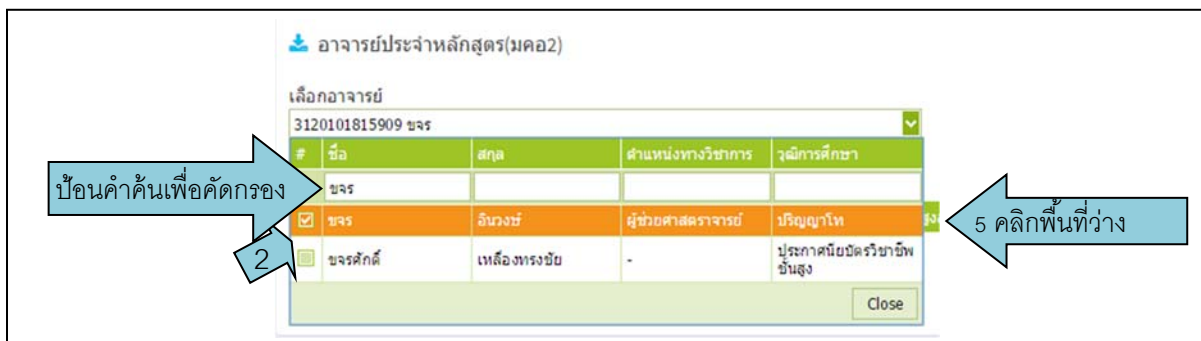 อาจารย์ประจำหลักสูตร(มคอ2)
เลือกอาจารย์
3120101815909 ขจร
# ชื่อ สกุล ตำแหน่งทางวิชาการ วุฒิการศึกษา
ป้อนคำค้นเพื่อคัดกรอง ขจร
ขจร อินวงษ์ ผู้ช่วยศาสตราจารย์ ปริญญาโท
5 คลิกพื้นที่ว่าง
2 ขจรศักดิ์ เหลืองทรงชัย - ประกาศนียบัตรวิชาชีพ
ชั้นสูง
Close